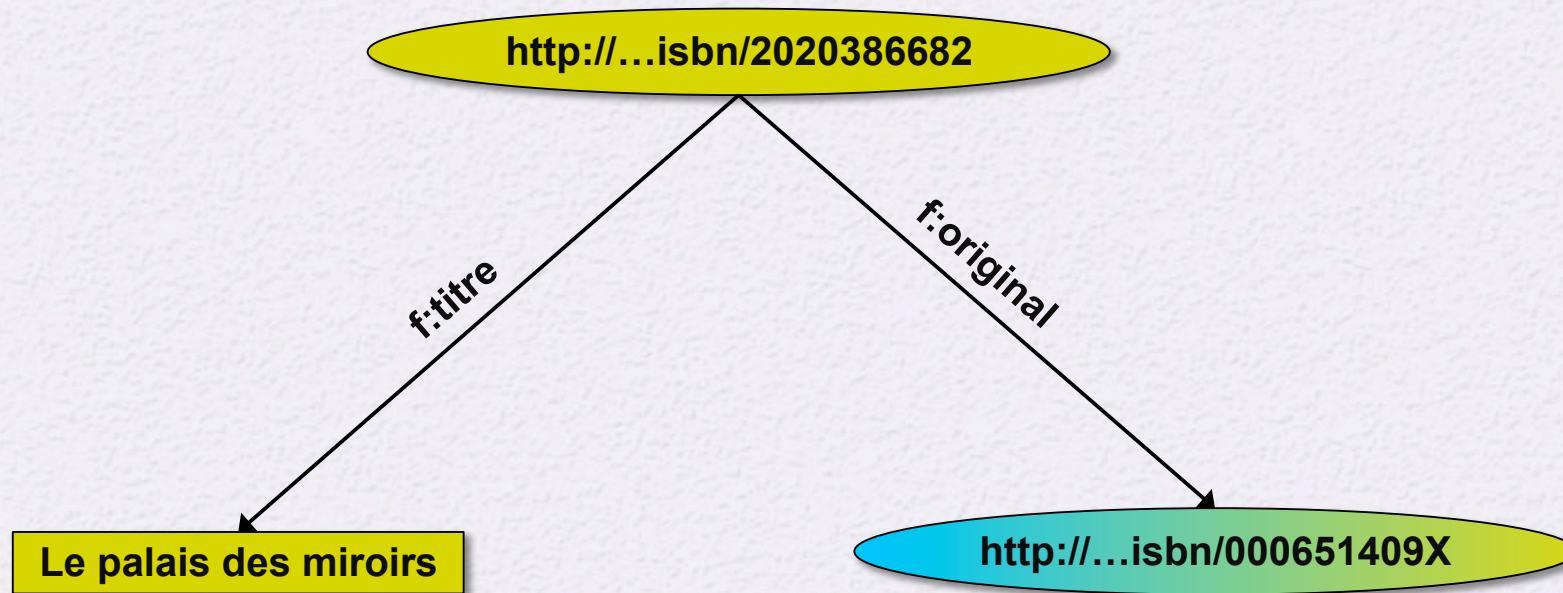 http://…isbn/2020386682
f:titre
f:original
Le palais des miroirs
http://…isbn/000651409X